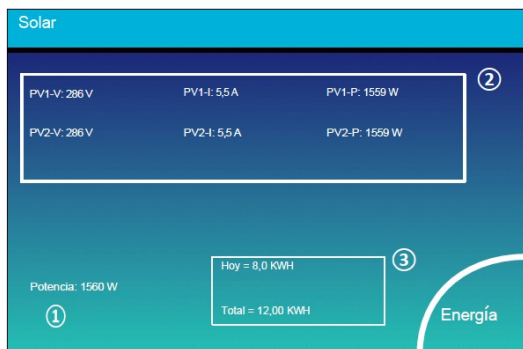 Solar
②
PV1-V: 286 V PV1-I: 5,5 A PV1-P: 1559 W
PV2-V: 286 V PV2-I: 5,5 A PV2-P: 1559 W
Hoy = 8,0 KWH
③
Potencia: 1560 W
①
Total = 12,00 KWH
Energía